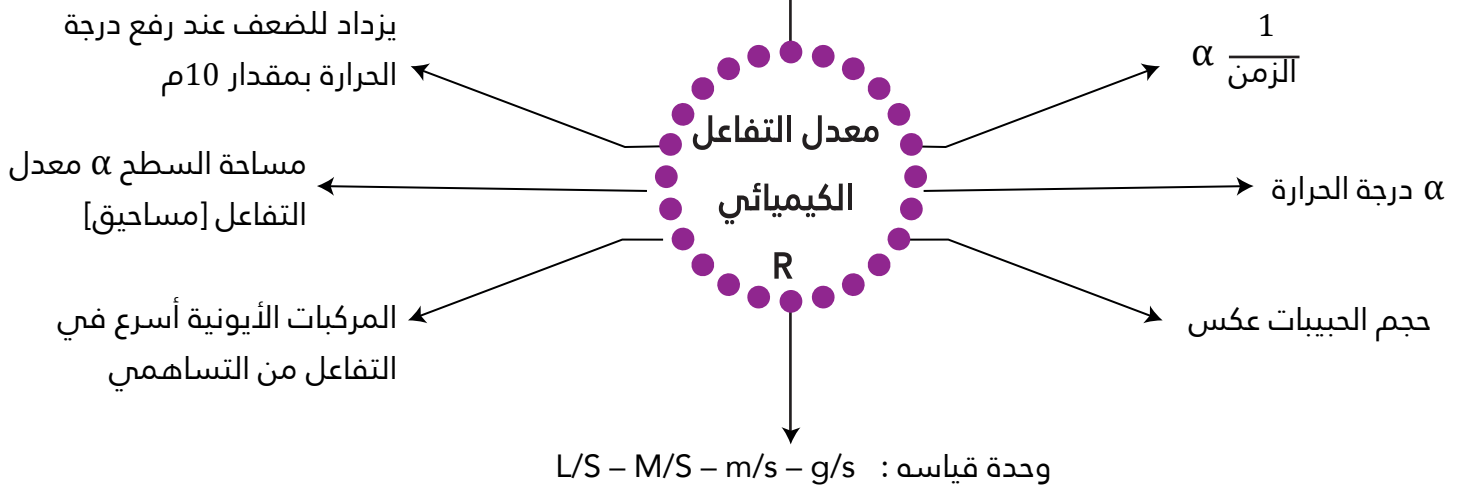 معدل التفاعل
الكيميائي
R
1
α ــــــ
الزمن
α درجة الحرارة
حجم الحبيبات عكس
يزداد للضعف عند رفع درجة
الحرارة بمقدار 10م
مساحة السطح α معدل
التفاعل [مساحيق]
المركبات الأيونية أسرع في
التفاعل من التساهمي
وحدة قياسه : L/S – M/S – m/s – g/s